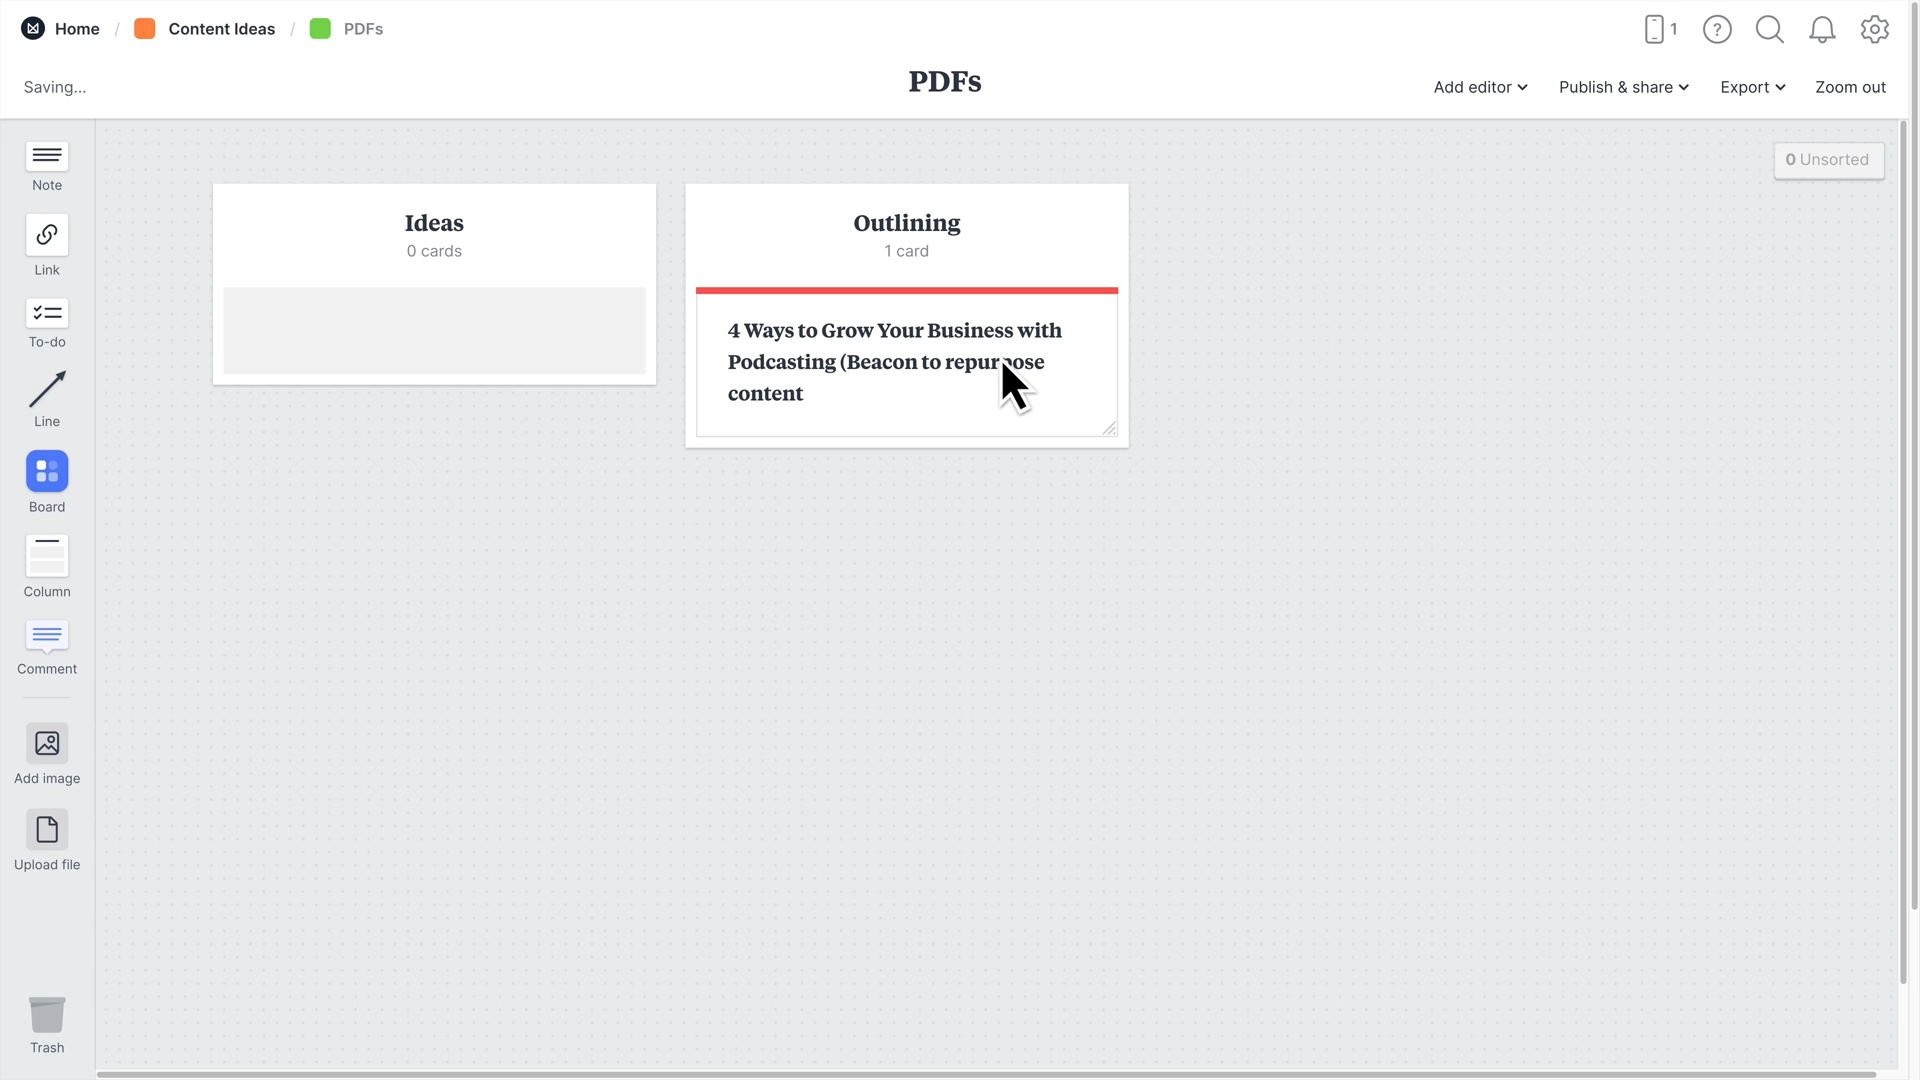 Home / Content Ideas / PDFs
1
Saving...
PDFs
Add editor
Publish & share
Export
Zoom out
0 Unsorted
Note
Link
To-do
Line
Board
Column
Comment
Add image
Upload file
Trash
Ideas
0 cards
Outlining
1 card
4 Ways to Grow Your Business with
Podcasting (Beacon to repurpose
content